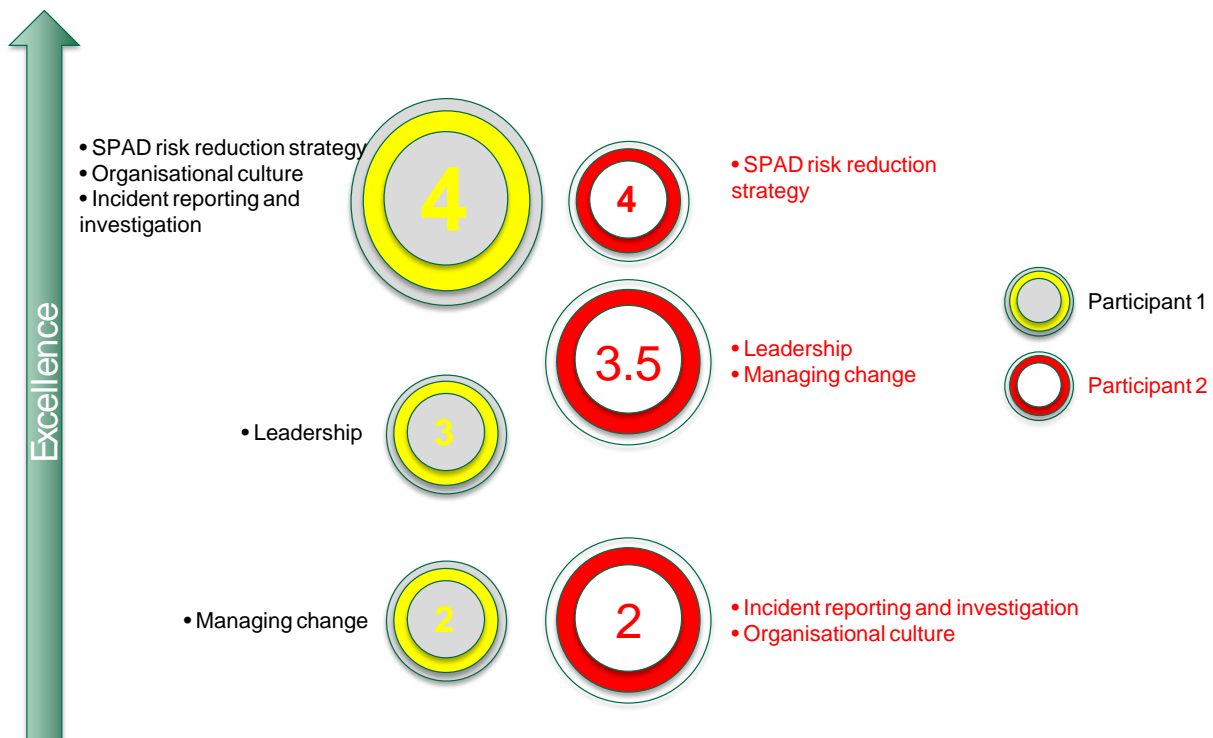 Excellence
• SPAD risk reduction strategy
• Organisational culture
• Incident reporting and
investigation
4
4
• SPAD risk reduction
strategy
3.5
• Leadership
• Managing change
• Leadership
3
• Managing change
2
2
• Incident reporting and investigation
• Organisational culture
Participant 1
Participant 2